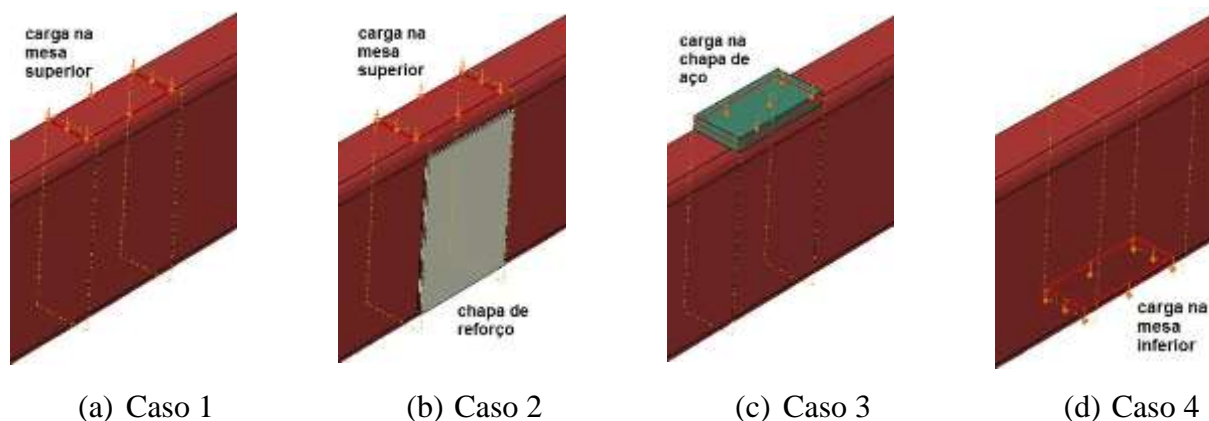 carga na
mesa
superior
carga na
mesa
superior
chapa de
reforço
carga na
chapa de
aço
carga na
mesa
inferior
(a) Caso 1
(b) Caso 2
(c) Caso 3
(d) Caso 4